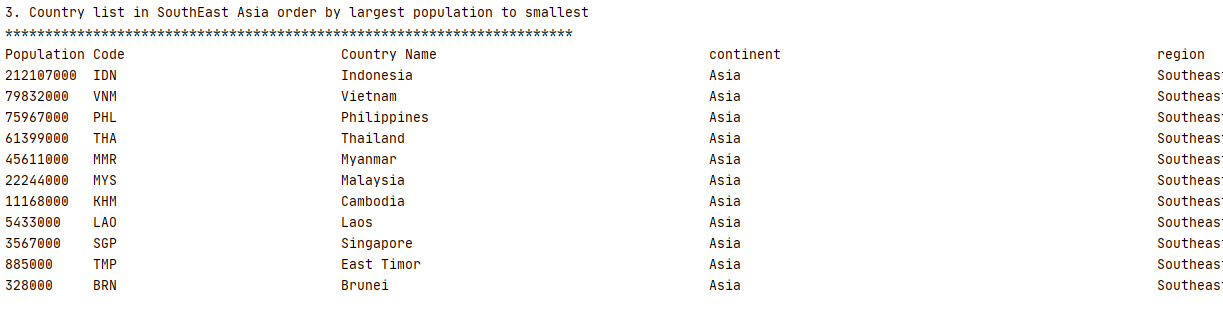 3. Country list in SouthEast Asia order by largest population to smallest
***********************************************************************
Population Code Country Name continent region
212107000 IDN Indonesia Asia Southeast
79832000 VNM Vietnam Asia Southeast
75967000 PHL Philippines Asia Southeast
61399000 THA Thailand Asia Southeast
45611000 MMR Myanmar Asia Southeast
22244000 MYS Malaysia Asia Southeast
11168000 KHM Cambodia Asia Southeast
5433000 LAO Laos Asia Southeast
3567000 SGP Singapore Asia Southeast
885000 TMP East Timor Asia Southeast
328000 BRN Brunei Asia Southeast